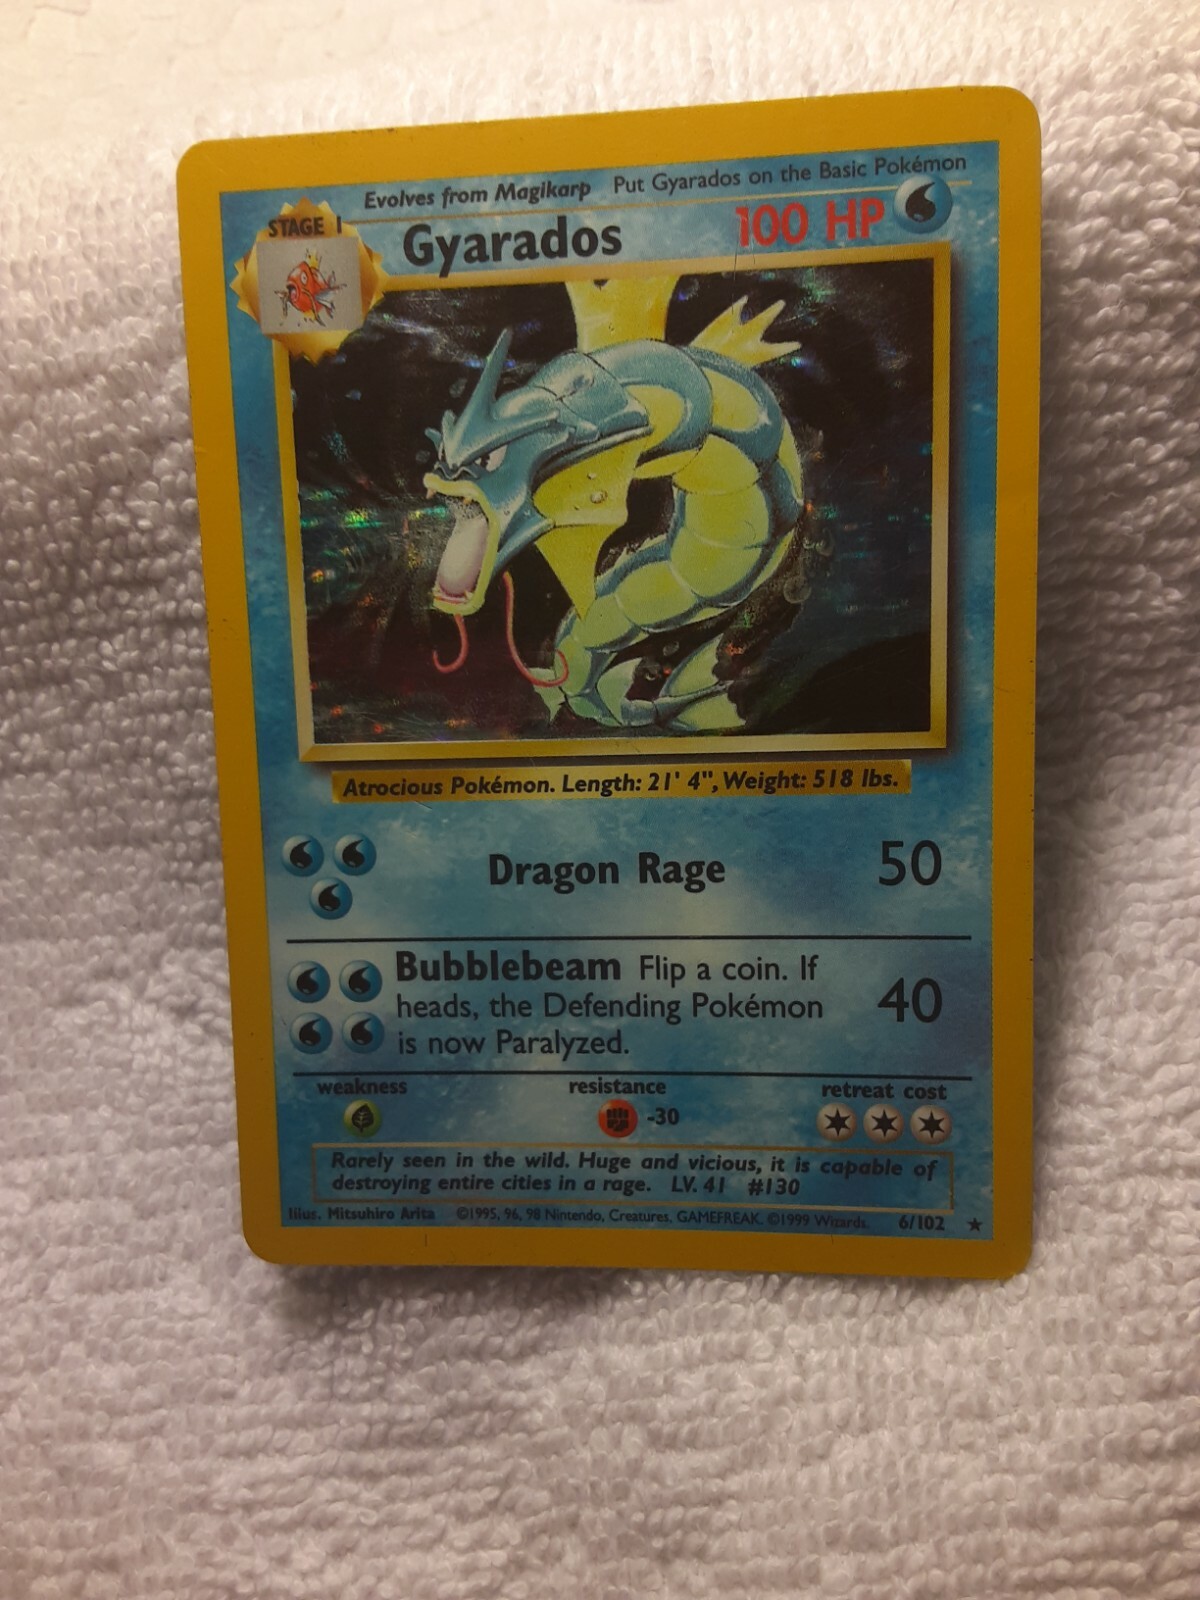 Evolves from Magikarp Put Gyarados on the Basic Pokémon
STAGE 1
Gyarados 100 HP
Atrocious Pokémon. Length: 21' 4", Weight: 518 lbs.
Dragon Rage 50
Bubblebeam Flip a coin. If
heads, the Defending Pokémon 40
is now Paralyzed.
weakness resistance retreat cost
-30
Rarely seen in the wild. Huge and vicious, it is capable of
destroying entire cities in a rage. LV. 41 #130
Illus. Mitsuhiro Arita ©1995, 96, 98 Nintendo, Creatures, GAMEFREAK. ©1999 Wizards. 6/102 ★